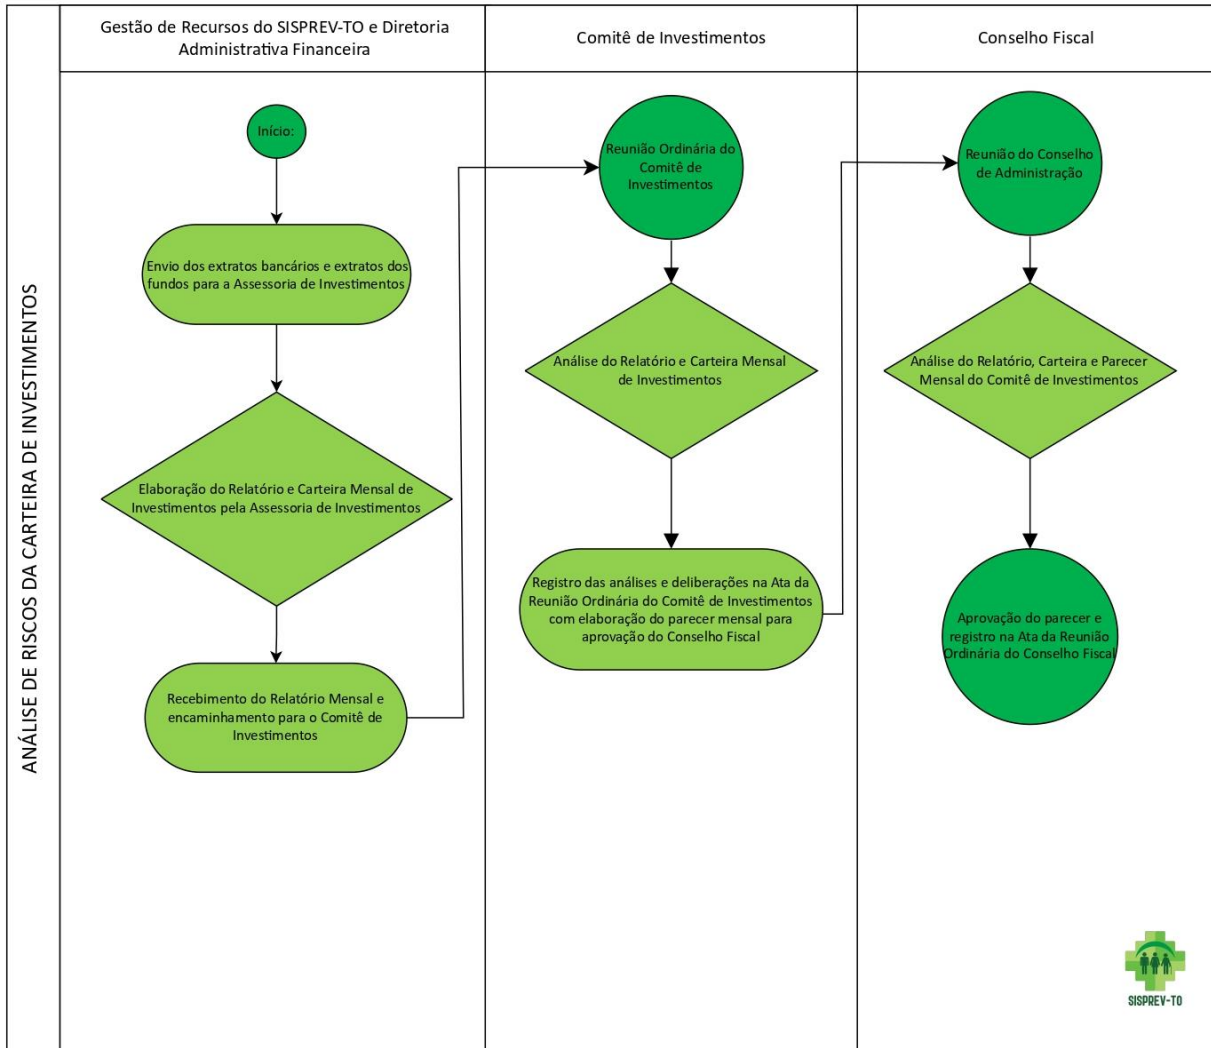 ANÁLISE DE RISCOS DA CARTEIRA DE INVESTIMENTOS
Gestão de Recursos do SISPREV-TO e Diretoria
Administrativa Financeira
Início:
Envio dos extratos bancários e extratos dos
fundos para a Assessoria de Investimentos
Elaboração do Relatório e Carteira Mensal de
Investimentos pela Assessoria de Investimentos
Recebimento do Relatório Mensal e
encaminhamento para o Comitê de
Investimentos
Comitê de Investimentos
Reunião Ordinária do
Comitê de
Investimentos
Análise do Relatório e Carteira Mensal
de Investimentos
Registro das análises e deliberações na Ata da
Reunião Ordinária do Comitê de Investimentos
com elaboração do parecer mensal para
aprovação do Conselho Fiscal
Conselho Fiscal
Reunião do Conselho
de Administração
Análise do Relatório, Carteira e Parecer
Mensal do Comitê de Investimentos
Aprovação do parecer e
registro na Ata da Reunião
Ordinária do Conselho Fiscal
SISPREV-TO